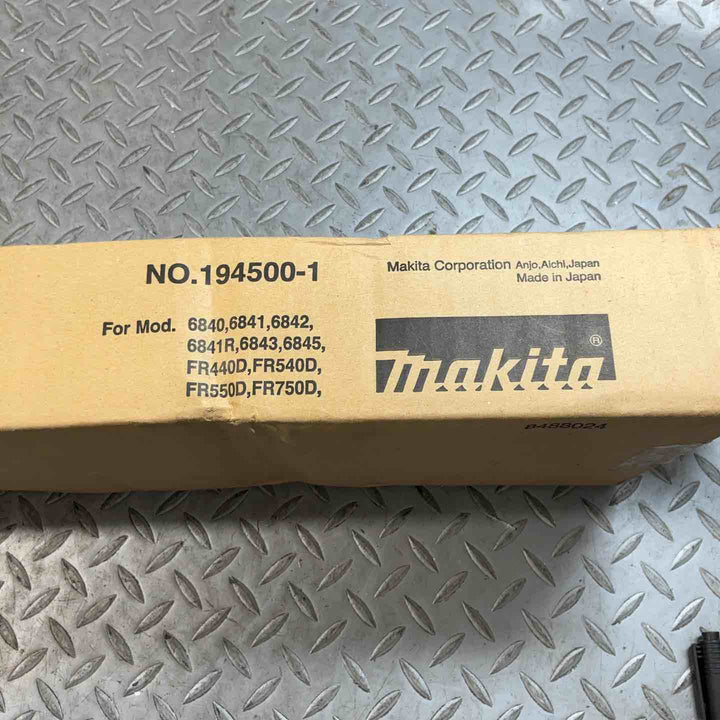 NO.194500-1
For Mod. 6840,6841,6842,
6841R,6843,6845,
FR440D,FR540D,
FR550D,FR750D,
Makita Corporation Anjo,Aichi,Japan
Made in Japan
makita®
8488024